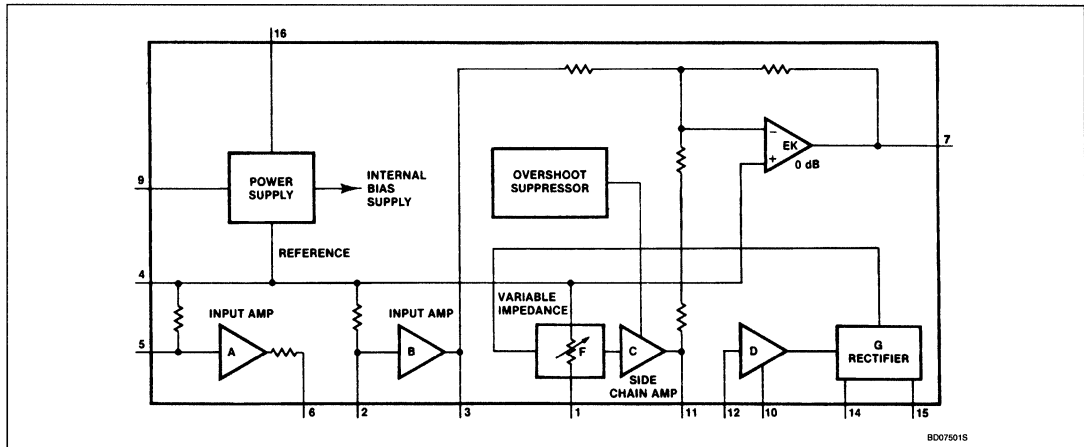 16
7
−
EK
+
0 dB
9
POWER
SUPPLY
INTERNAL
BIAS
SUPPLY
OVERSHOOT
SUPPRESSOR
REFERENCE
4
VARIABLE
IMPEDANCE
INPUT AMP
INPUT AMP
5
A
B
F
C
D
G
RECTIFIER
SIDE
CHAIN AMP
6
2
3
1
11
12
10
14
15
BD07501S